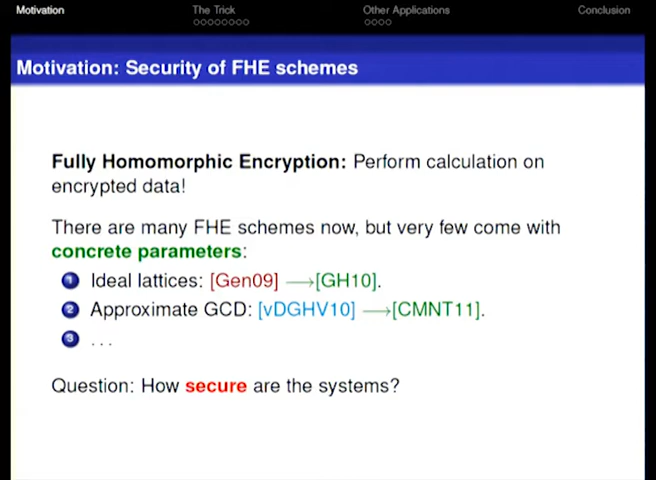 Motivation The Trick Other Applications Conclusion
Motivation: Security of FHE schemes
Fully Homomorphic Encryption: Perform calculation on
encrypted data!
There are many FHE schemes now, but very few come with
concrete parameters:
1 Ideal lattices: [Gen09] ⟶[GH10].
2 Approximate GCD: [vDGHV10] ⟶[CMNT11].
3 ...
Question: How secure are the systems?